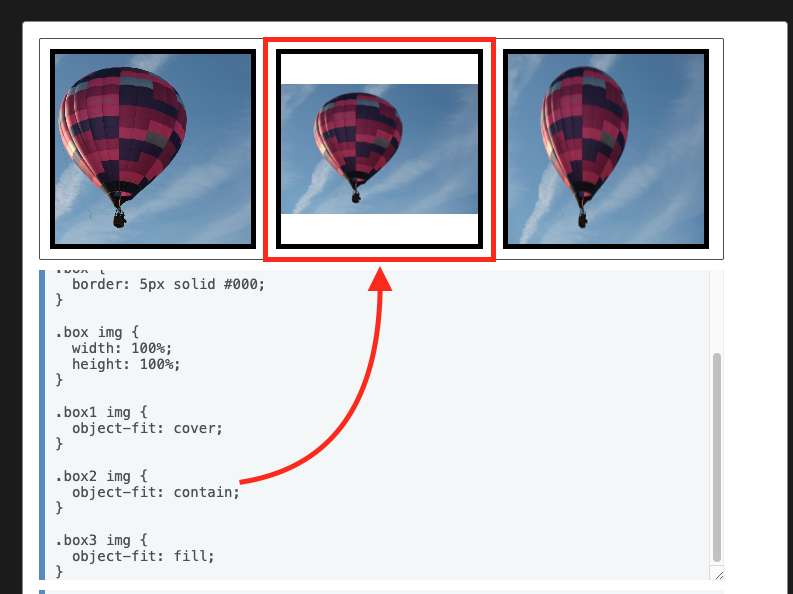 .box {
border: 5px solid #000;
}
.box img {
width: 100%;
height: 100%;
}
.box1 img {
object-fit: cover;
}
.box2 img {
object-fit: contain;
}
.box3 img {
object-fit: fill;
}